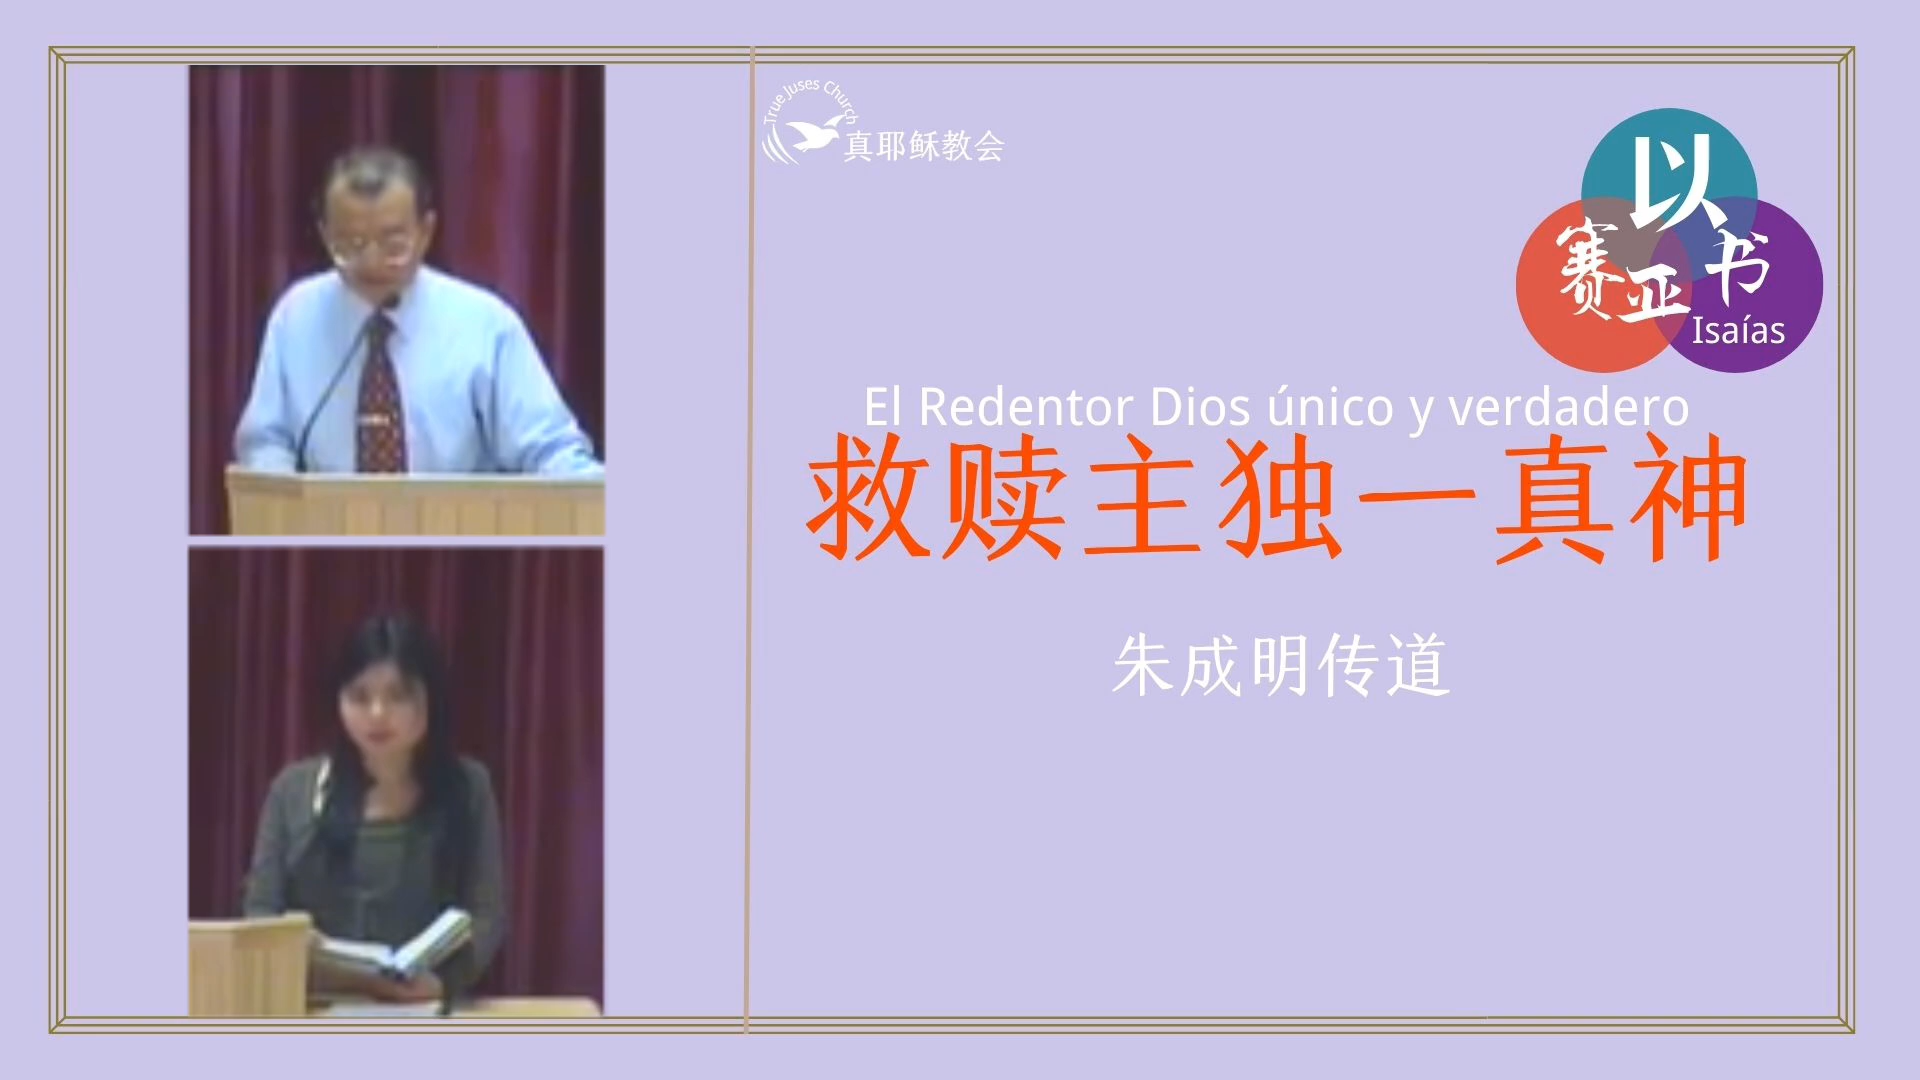 True Juses Church
真耶稣教会
以
赛亚书
Isaías
El Redentor Dios único y verdadero
救赎主独一真神
朱成明传道